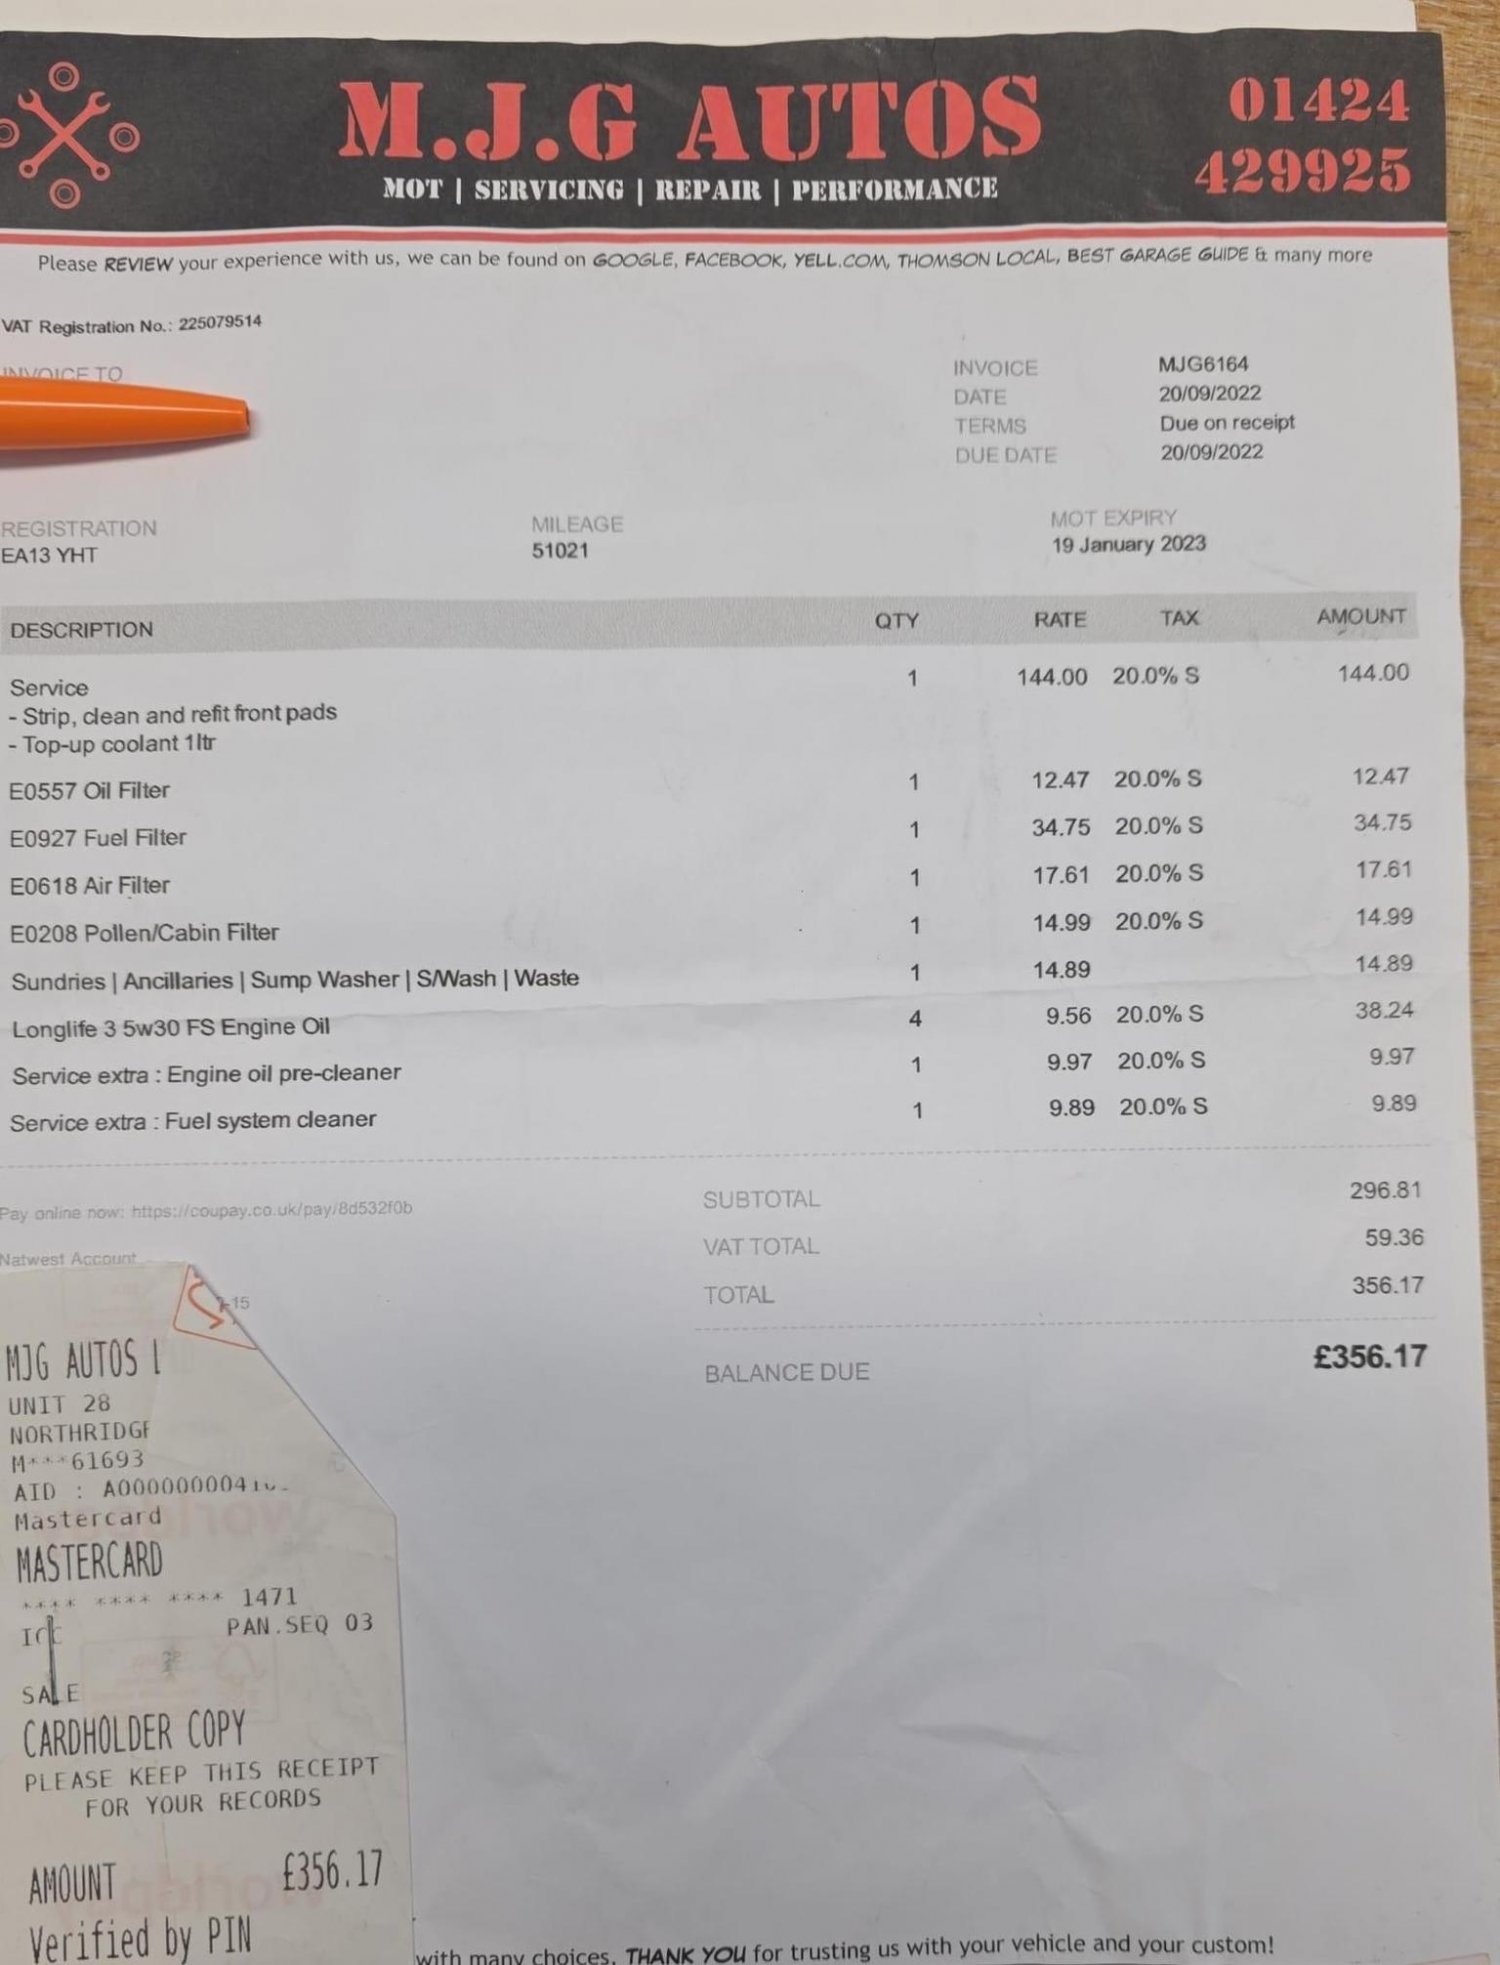 M.J.G AUTOS
MOT | SERVICING | REPAIR | PERFORMANCE
01424
429925
Please REVIEW your experience with us, we can be found on GOOGLE, FACEBOOK, YELL.COM, THOMSON LOCAL, BEST GARAGE GUIDE & many more
VAT Registration No.: 225079514
INVOICE TO
INVOICE MJG6164
DATE 20/09/2022
TERMS Due on receipt
DUE DATE 20/09/2022
REGISTRATION MILEAGE MOT EXPIRY
EA13 YHT 51021 19 January 2023
DESCRIPTION QTY RATE TAX AMOUNT
Service 1 144.00 20.0% S 144.00
- Strip, clean and refit front pads
- Top-up coolant 1ltr
E0557 Oil Filter 1 12.47 20.0% S 12.47
E0927 Fuel Filter 1 34.75 20.0% S 34.75
E0618 Air Filter 1 17.61 20.0% S 17.61
E0208 Pollen/Cabin Filter 1 14.99 20.0% S 14.99
Sundries | Ancillaries | Sump Washer | S/Wash | Waste 1 14.89 14.89
Longlife 3 5w30 FS Engine Oil 4 9.56 20.0% S 38.24
Service extra : Engine oil pre-cleaner 1 9.97 20.0% S 9.97
Service extra : Fuel system cleaner 1 9.89 20.0% S 9.89
Pay online now: https://coupay.co.uk/pay/8d532f0b
Natwest Account
-15
SUBTOTAL 296.81
VAT TOTAL 59.36
TOTAL 356.17
BALANCE DUE £356.17
MJG AUTOS L
UNIT 28
NORTHRIDGE
M***61693
AID : A00000000410
Mastercard
MASTERCARD
**** **** **** 1471
ICC PAN.SEQ 03
SALE
CARDHOLDER COPY
PLEASE KEEP THIS RECEIPT
FOR YOUR RECORDS
AMOUNT £356.17
Verified by PIN
with many choices. THANK YOU for trusting us with your vehicle and your custom!